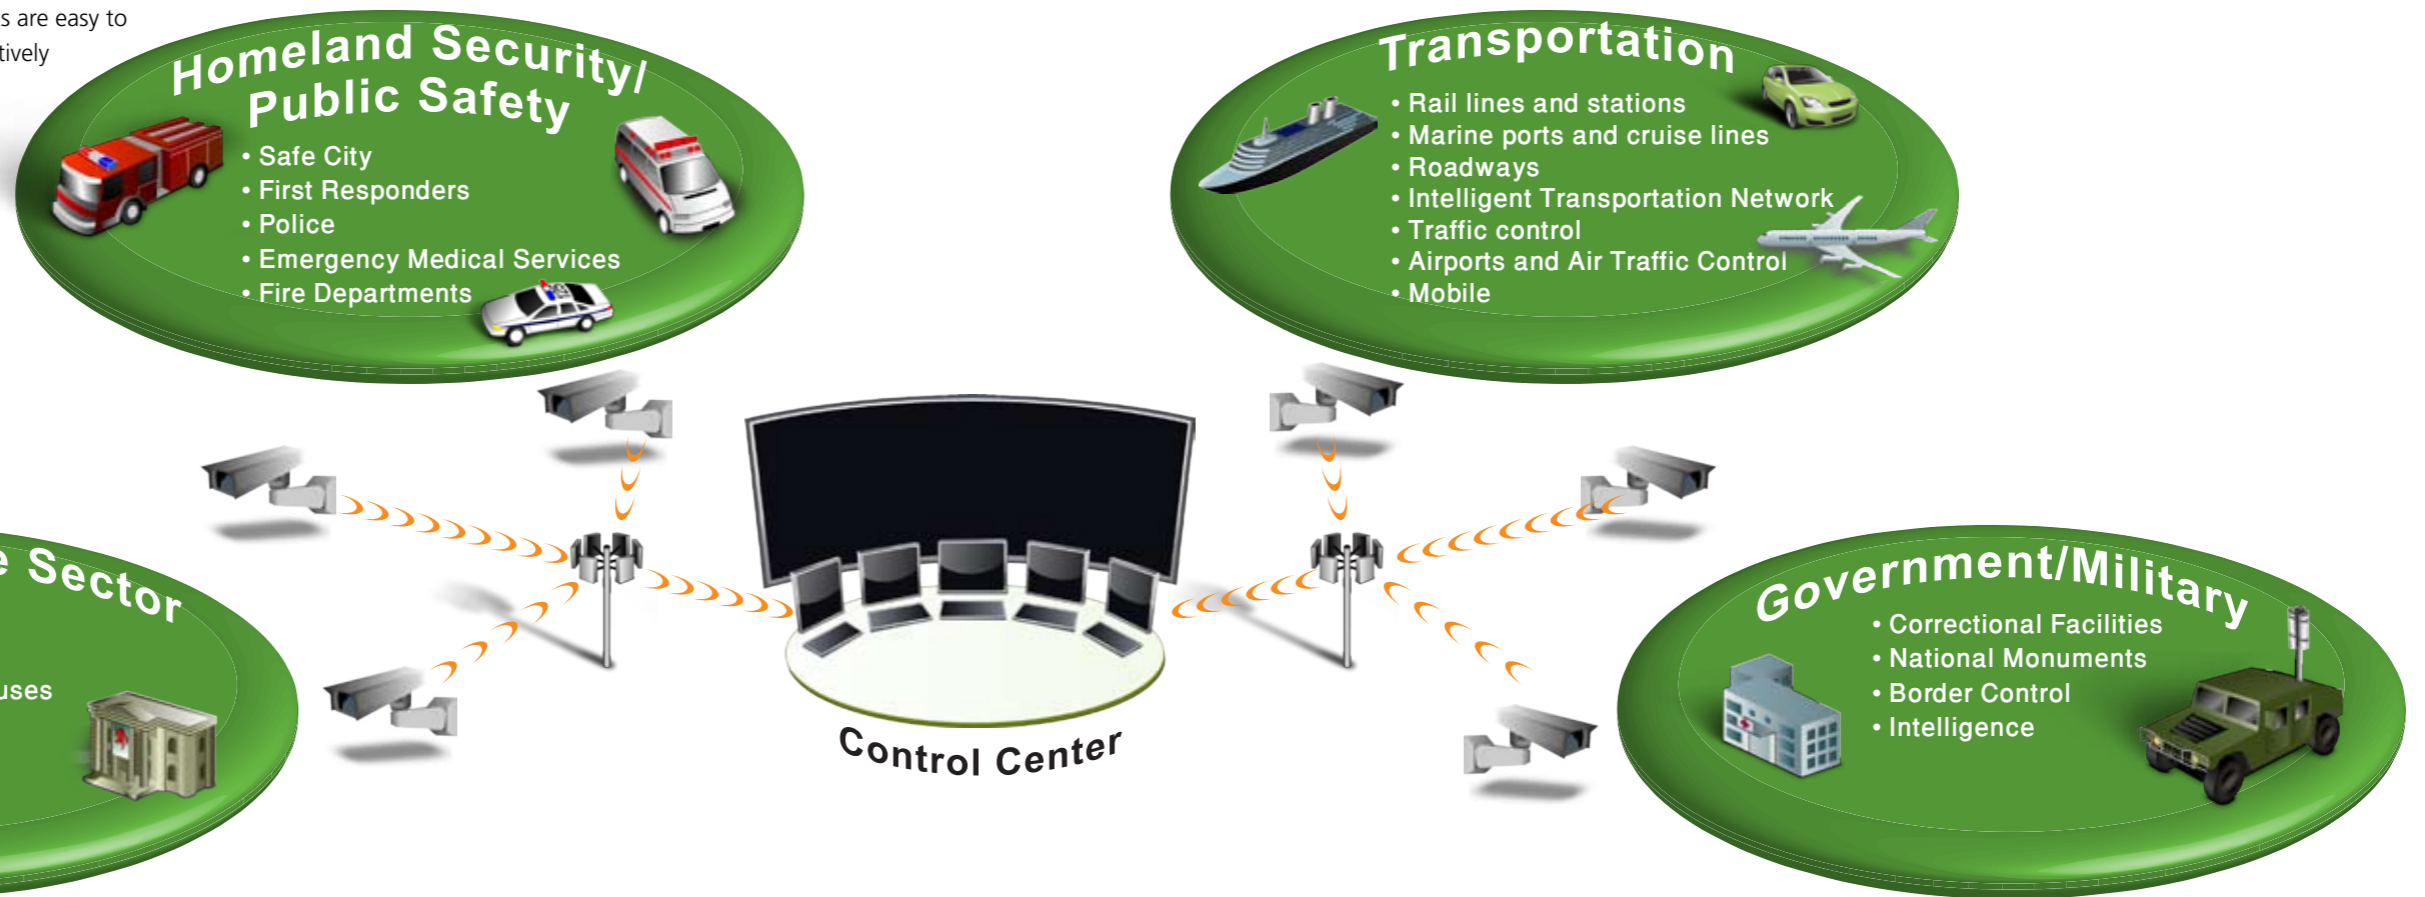 s are easy to
tively
Homeland Security/
Public Safety
• Safe City
• First Responders
• Police
• Emergency Medical Services
• Fire Departments
Transportation
• Rail lines and stations
• Marine ports and cruise lines
• Roadways
• Intelligent Transportation Network
• Traffic control
• Airports and Air Traffic Control
• Mobile
e Sector
uses
Control Center
Government/Military
• Correctional Facilities
• National Monuments
• Border Control
• Intelligence